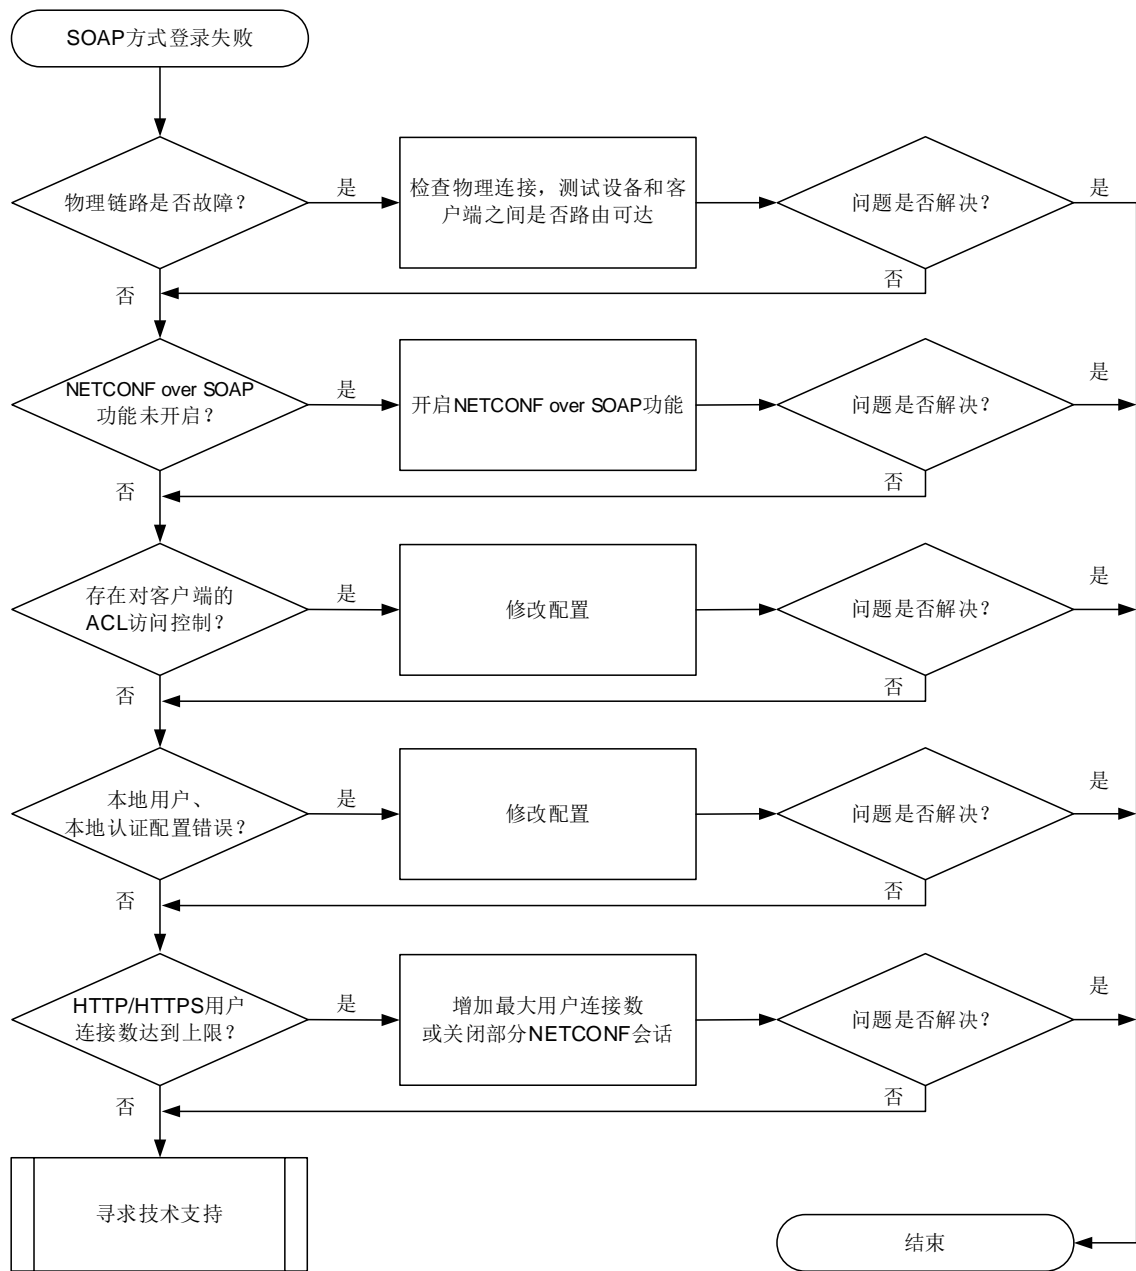 SOAP方式登录失败
物理链路是否故障？
是
检查物理连接，测试设备和客
户端之间是否路由可达
问题是否解决？
是
否
否
NETCONF over SOAP
功能未开启？
是
开启NETCONF over SOAP功能
问题是否解决？
是
否
否
存在对客户端的
ACL访问控制？
是
修改配置
问题是否解决？
是
否
否
本地用户、
本地认证配置错误？
是
修改配置
问题是否解决？
是
否
否
HTTP/HTTPS用户
连接数达到上限？
是
增加最大用户连接数
或关闭部分NETCONF会话
问题是否解决？
是
否
否
寻求技术支持
结束